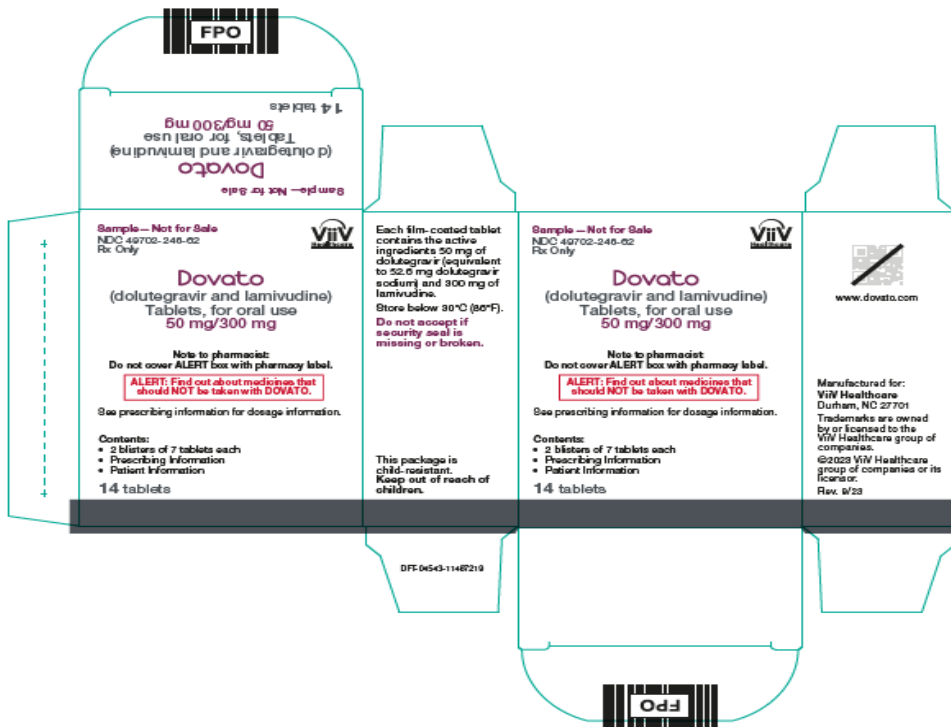 FPO
14 tablets
50 mg/300 mg
Tablets, for oral use
(dolutegravir and lamivudine)
Dovato
Sample – Not for Sale
Sample – Not for Sale
NDC 49702-246-62
Rx Only
ViiV
Healthcare
Dovato
(dolutegravir and lamivudine)
Tablets, for oral use
50 mg/300 mg
Note to pharmacist:
Do not cover ALERT box with pharmacy label.
ALERT: Find out about medicines that
should NOT be taken with DOVATO.
See prescribing information for dosage information.
Contents:
• 2 blisters of 7 tablets each
• Prescribing Information
• Patient Information
14 tablets
Each film-coated tablet
contains the active
ingredients 50 mg of
dolutegravir (equivalent
to 52.6 mg dolutegravir
sodium) and 300 mg of
lamivudine.
Store below 30°C (86°F).
Do not accept if
security seal is
missing or broken.
This package is
child-resistant.
Keep out of reach of
children.
DFT-04543-11467219
Sample – Not for Sale
NDC 49702-246-62
Rx Only
ViiV
Healthcare
Dovato
(dolutegravir and lamivudine)
Tablets, for oral use
50 mg/300 mg
Note to pharmacist:
Do not cover ALERT box with pharmacy label.
ALERT: Find out about medicines that
should NOT be taken with DOVATO.
See prescribing information for dosage information.
Contents:
• 2 blisters of 7 tablets each
• Prescribing Information
• Patient Information
14 tablets
www.dovato.com
Manufactured for:
ViiV Healthcare
Durham, NC 27701
Trademarks are owned
by or licensed to the
ViiV Healthcare group of
companies.
©2023 ViiV Healthcare
group of companies or its
licensor.
Rev. 9/23
FPO